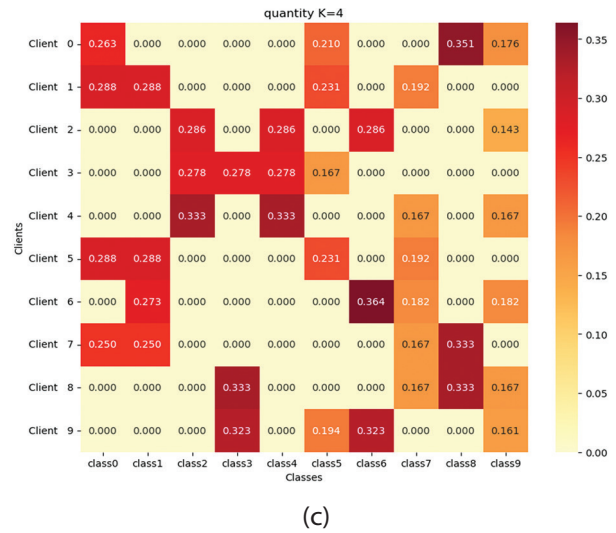 quantity K=4
Client 0 0.263 0.000 0.000 0.000 0.000 0.210 0.000 0.000 0.351 0.176
Client 1 0.288 0.288 0.000 0.000 0.000 0.231 0.000 0.192 0.000 0.000
Client 2 0.000 0.000 0.286 0.000 0.286 0.000 0.286 0.000 0.000 0.143
Client 3 0.000 0.000 0.278 0.278 0.278 0.167 0.000 0.000 0.000 0.000
Client 4 0.000 0.000 0.333 0.000 0.333 0.000 0.000 0.167 0.000 0.167
Client 5 0.288 0.288 0.000 0.000 0.000 0.231 0.000 0.192 0.000 0.000
Client 6 0.000 0.273 0.000 0.000 0.000 0.000 0.364 0.182 0.000 0.182
Client 7 0.250 0.250 0.000 0.000 0.000 0.000 0.000 0.167 0.333 0.000
Client 8 0.000 0.000 0.000 0.333 0.000 0.000 0.000 0.167 0.333 0.167
Client 9 0.000 0.000 0.000 0.323 0.000 0.194 0.323 0.000 0.000 0.161
class0 class1 class2 class3 class4 class5 class6 class7 class8 class9
Classes
Clients
0.35
0.30
0.25
0.20
0.15
0.10
0.05
0.00
(c)